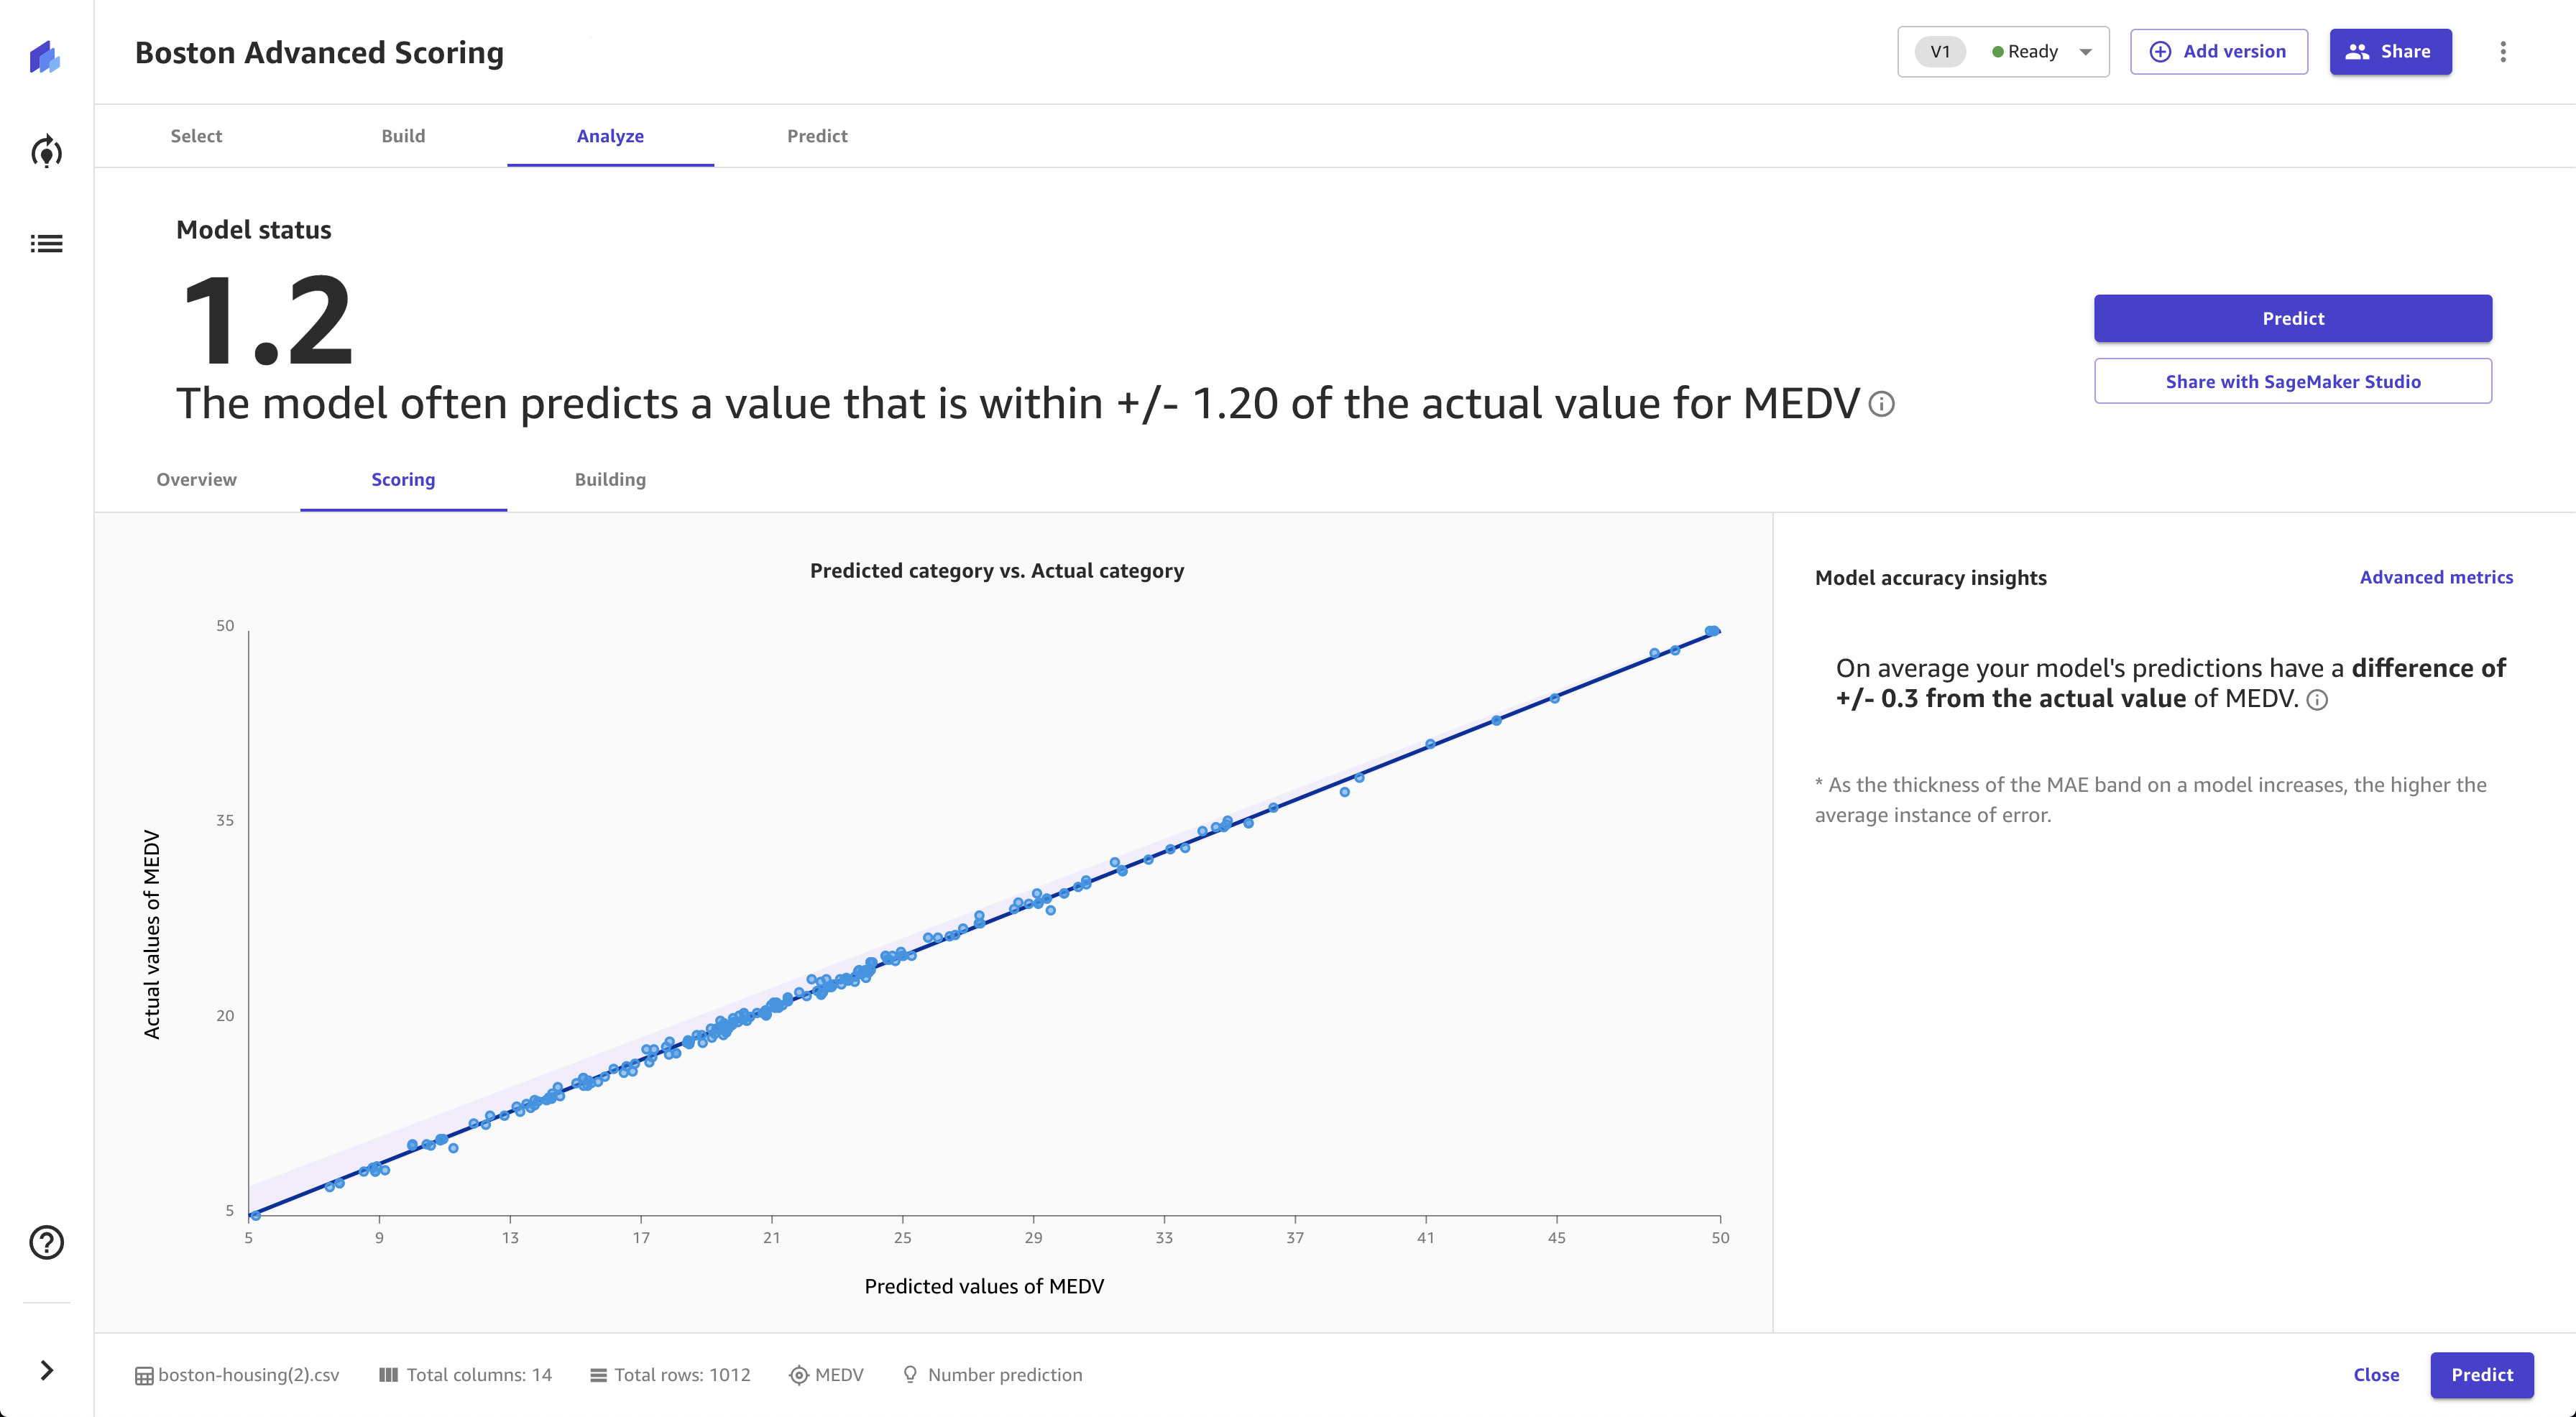 Boston Advanced Scoring
V1
Ready
Add version
Share
Select
Build
Analyze
Predict
Model status
1.2
The model often predicts a value that is within +/- 1.20 of the actual value for MEDV
Predict
Share with SageMaker Studio
Overview
Scoring
Building
Predicted category vs. Actual category
50
35
20
5
Actual values of MEDV
5
9
13
17
21
25
29
33
37
41
45
50
Predicted values of MEDV
Model accuracy insights
Advanced metrics
On average your model's predictions have a difference of
+/- 0.3 from the actual value of MEDV.
* As the thickness of the MAE band on a model increases, the higher the
average instance of error.
boston-housing(2).csv
Total columns: 14
Total rows: 1012
MEDV
Number prediction
Close
Predict